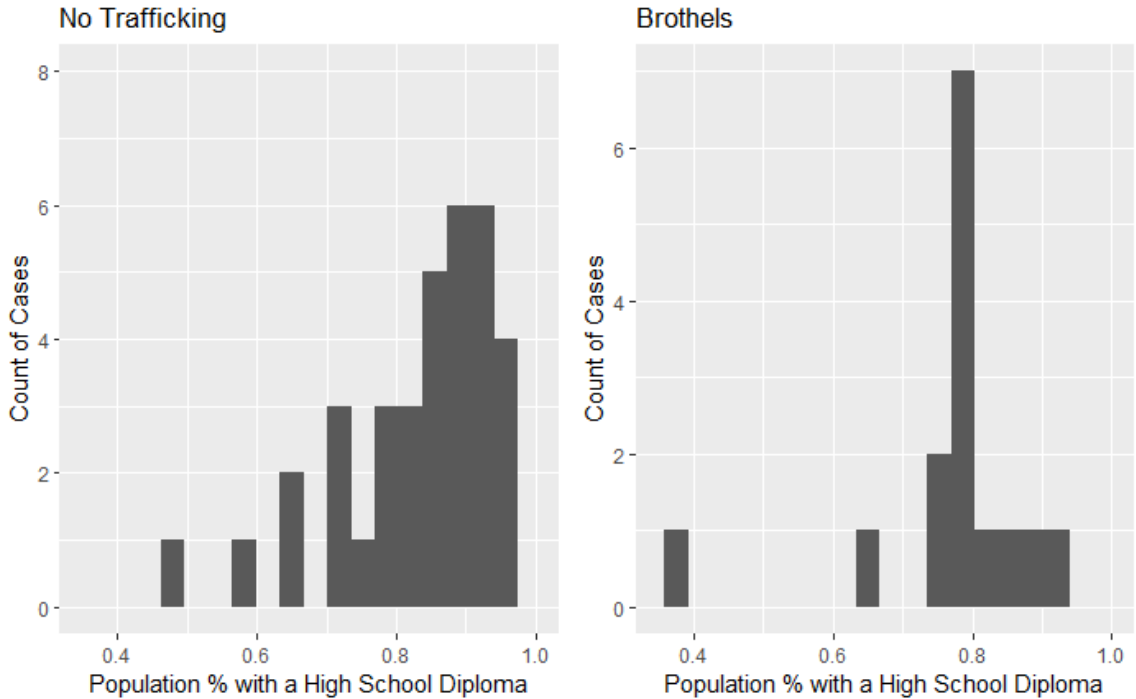 No Trafficking
8
6
4
2
0
Count of Cases
0.4 0.6 0.8 1.0
Population % with a High School Diploma
Brothels
6
4
2
0
Count of Cases
0.4 0.6 0.8 1.0
Population % with a High School Diploma